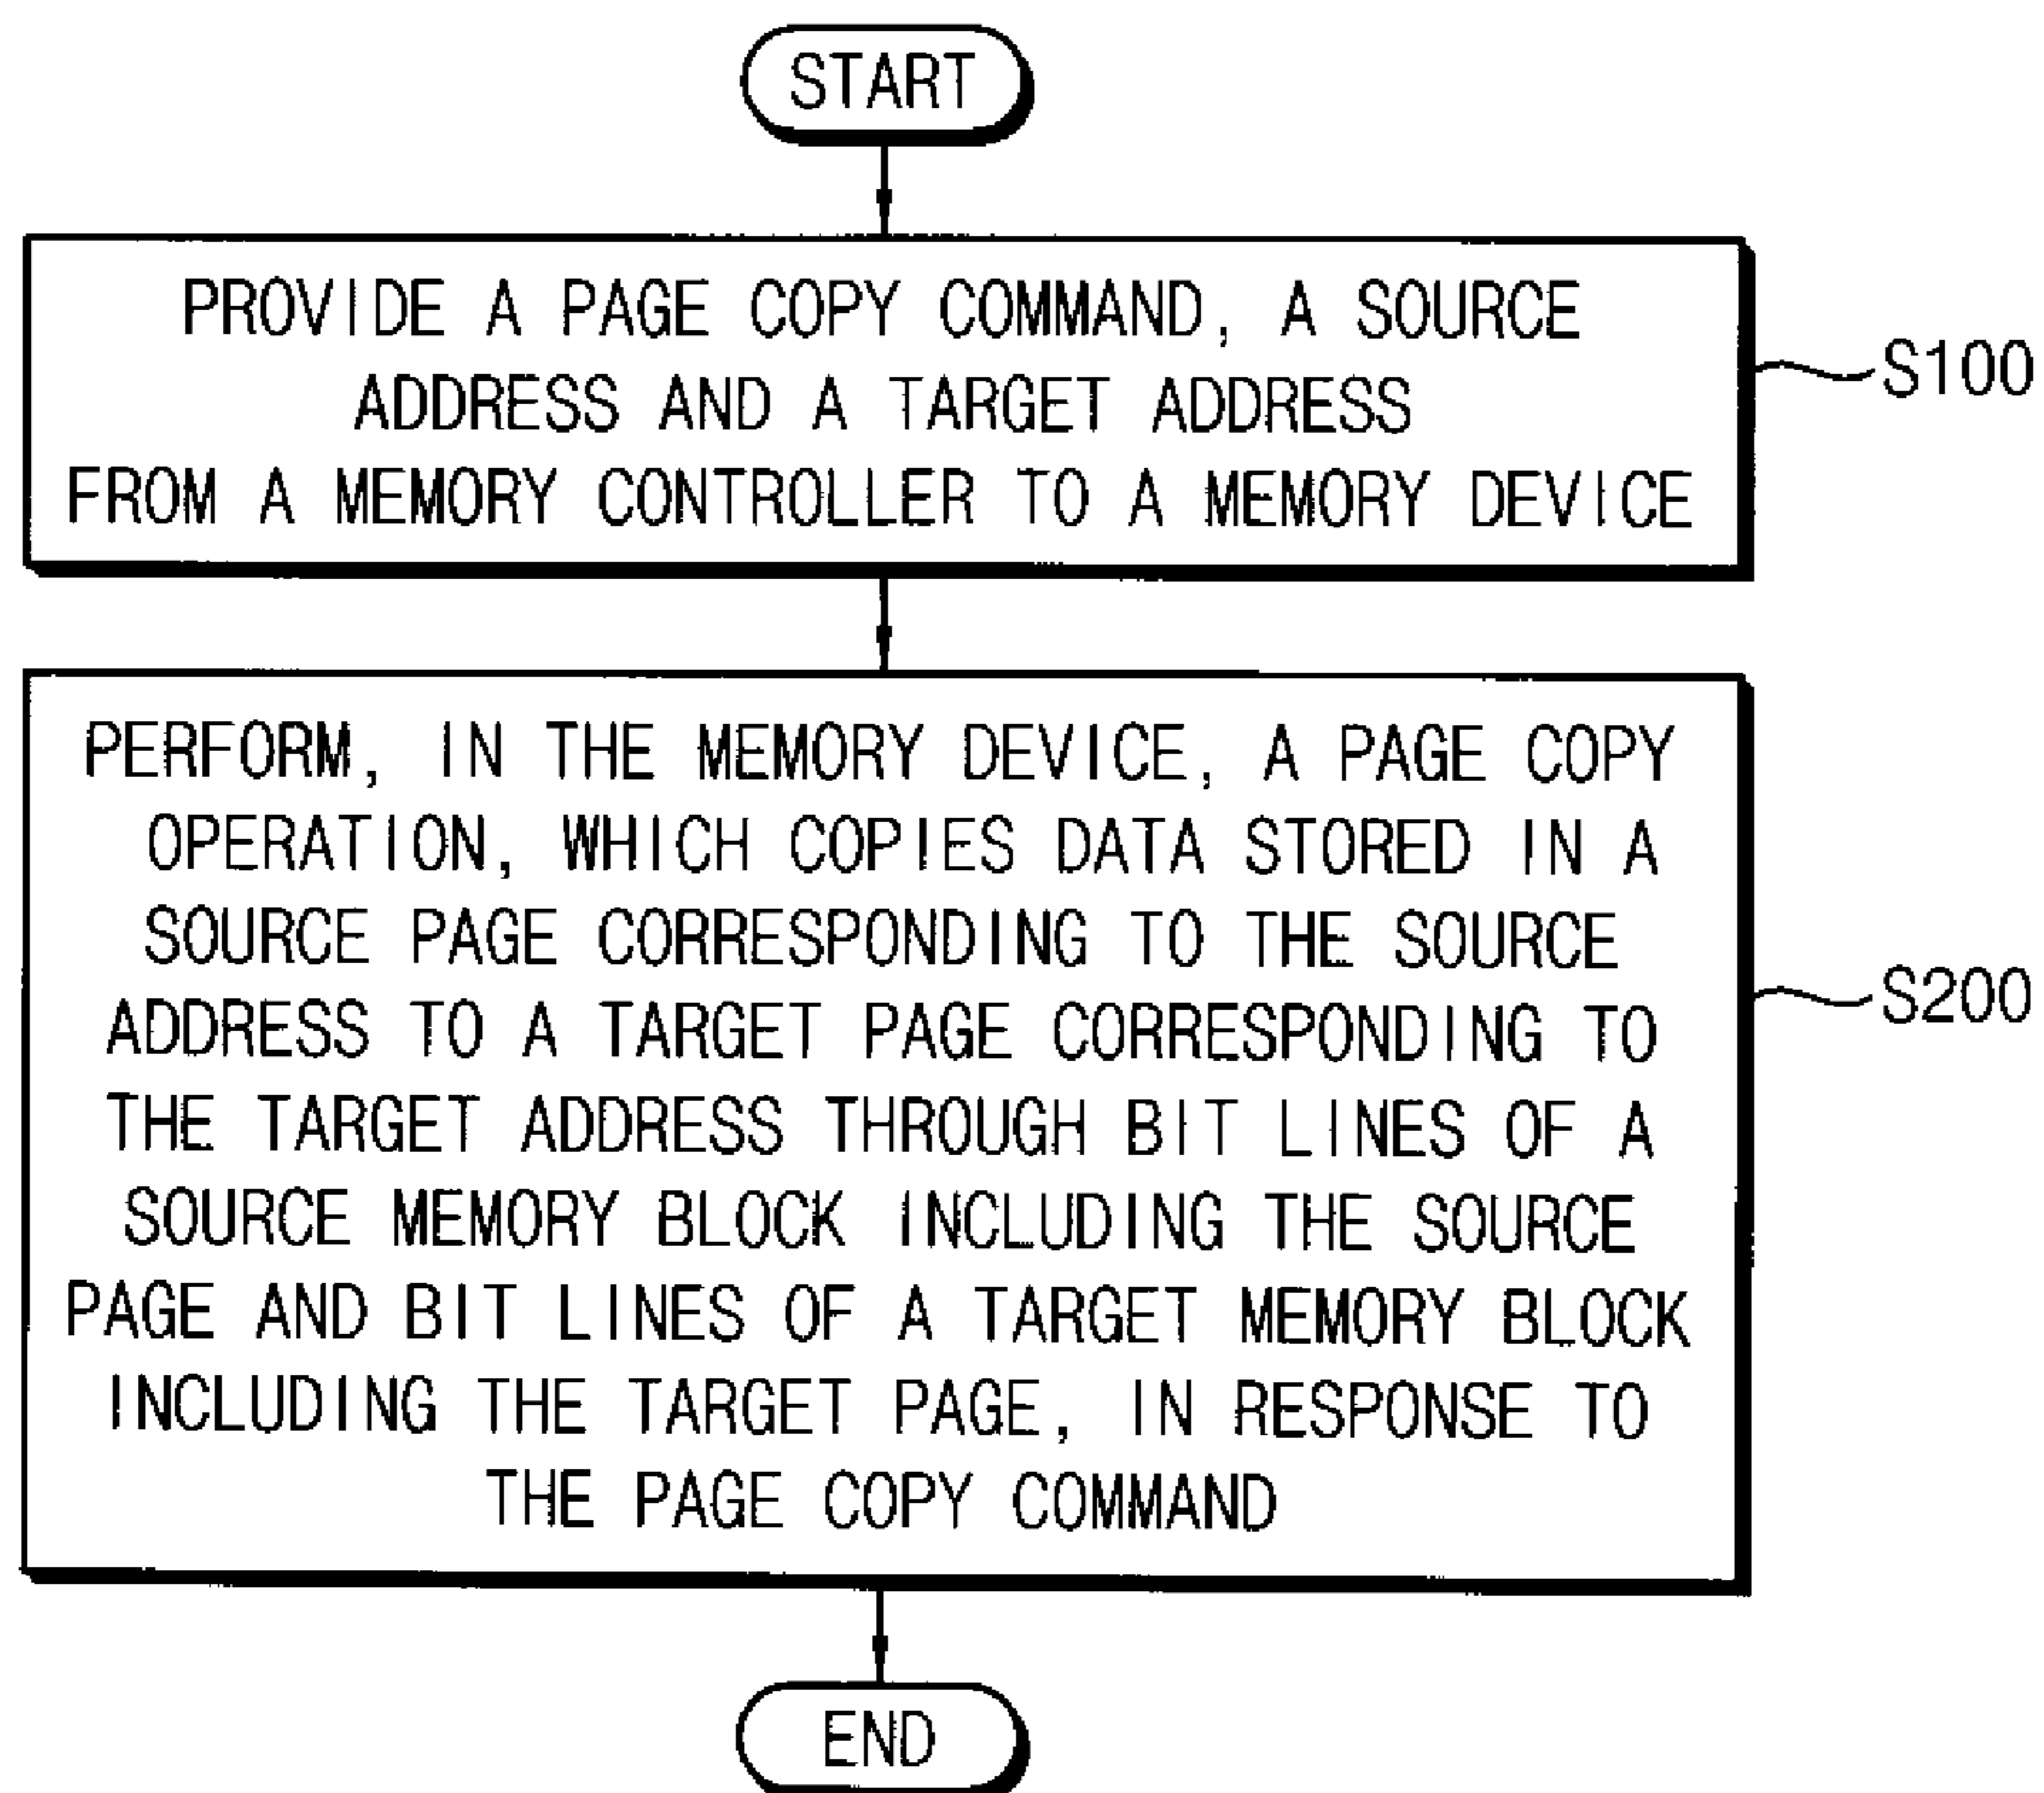 START
PROVIDE A PAGE COPY COMMAND, A SOURCE
ADDRESS AND A TARGET ADDRESS
FROM A MEMORY CONTROLLER TO A MEMORY DEVICE
S100
PERFORM, IN THE MEMORY DEVICE, A PAGE COPY
OPERATION, WHICH COPIES DATA STORED IN A
SOURCE PAGE CORRESPONDING TO THE SOURCE
ADDRESS TO A TARGET PAGE CORRESPONDING TO
THE TARGET ADDRESS THROUGH BIT LINES OF A
SOURCE MEMORY BLOCK INCLUDING THE SOURCE
PAGE AND BIT LINES OF A TARGET MEMORY BLOCK
INCLUDING THE TARGET PAGE, IN RESPONSE TO
THE PAGE COPY COMMAND
S200
END